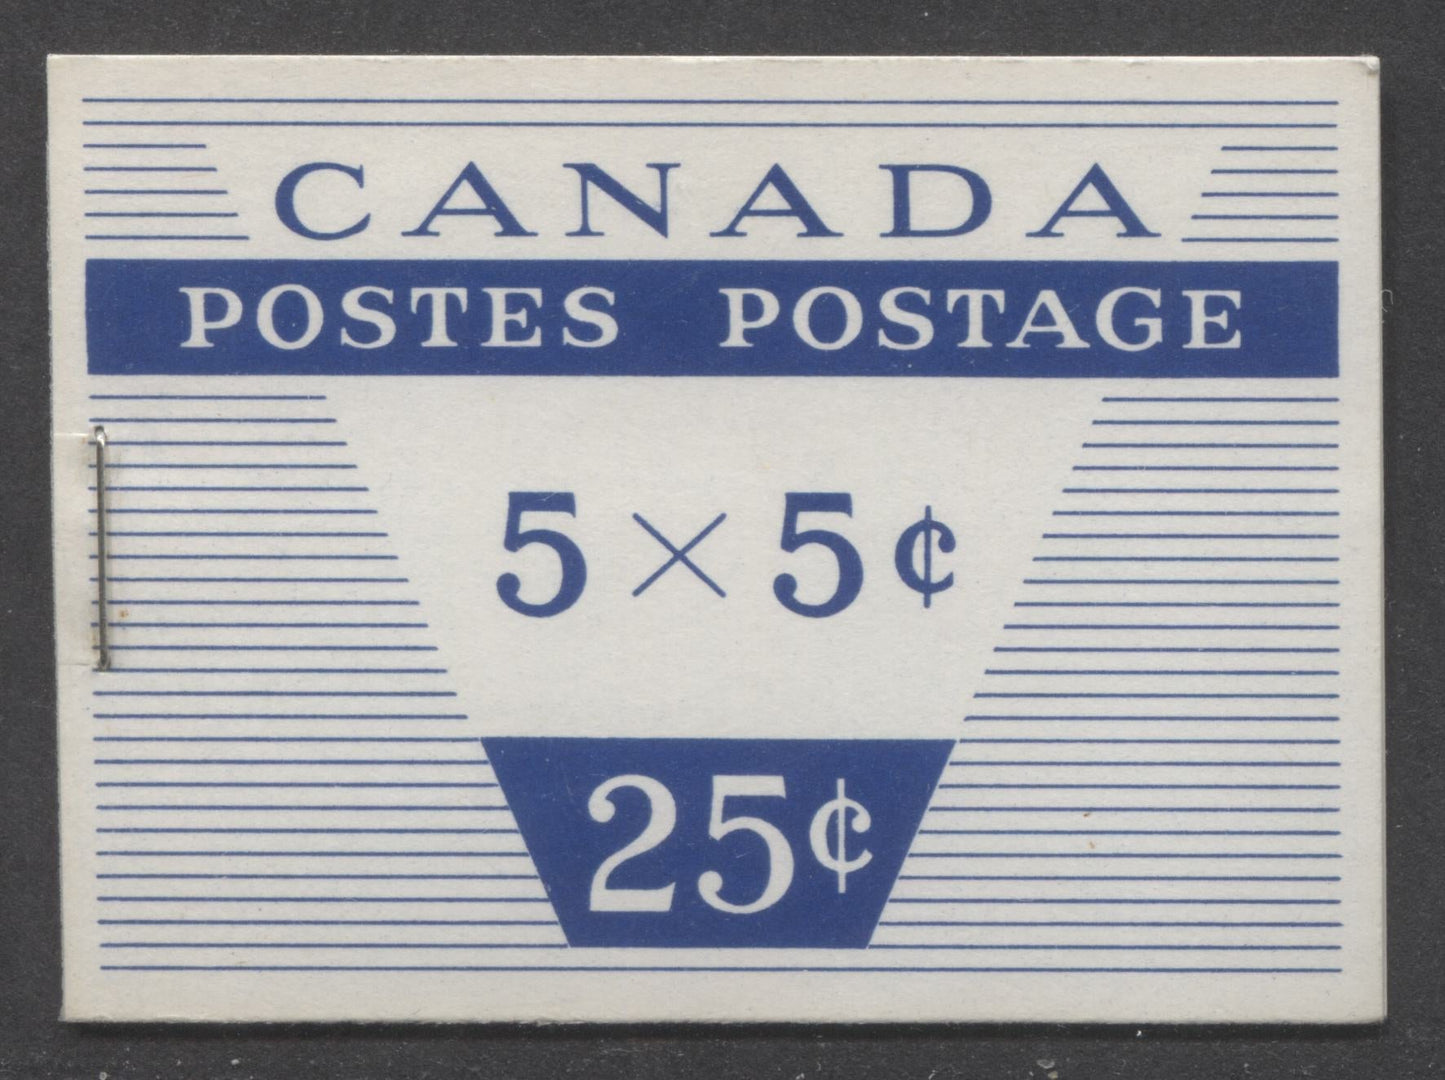 CANADA
POSTES POSTAGE
5 × 5¢
25¢